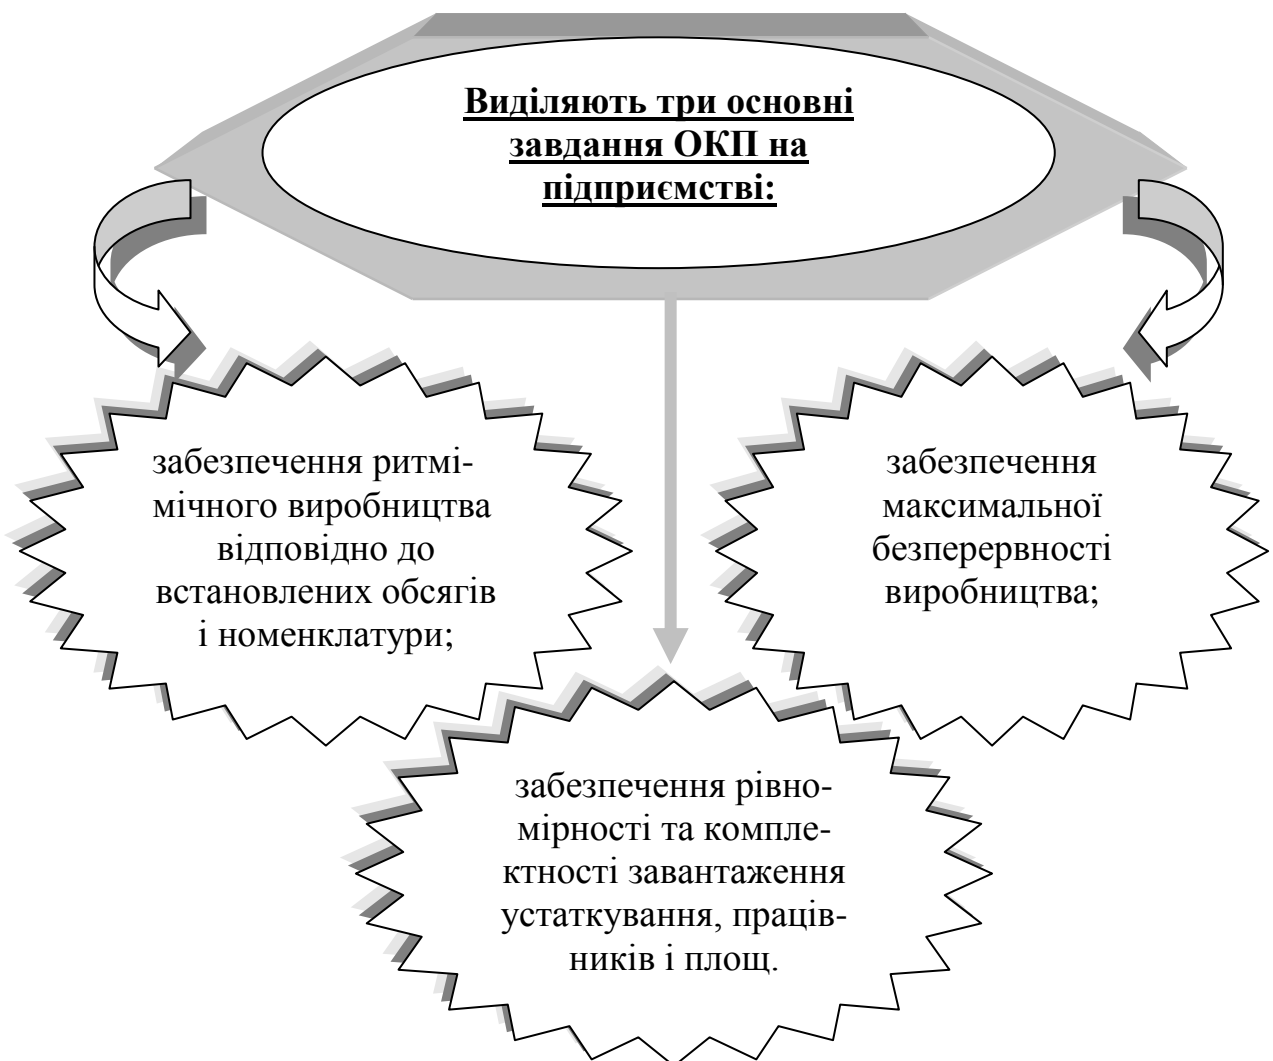 Виділяють три основні
завдання ОКП на
підприємстві:
забезпечення ритмі-
мічного виробництва
відповідно до
встановлених обсягів
і номенклатури;
забезпечення
максимальної
безперервності
виробництва;
забезпечення рівно-
мірності та компле-
ктності завантаження
устаткування, праців-
ників і площ.